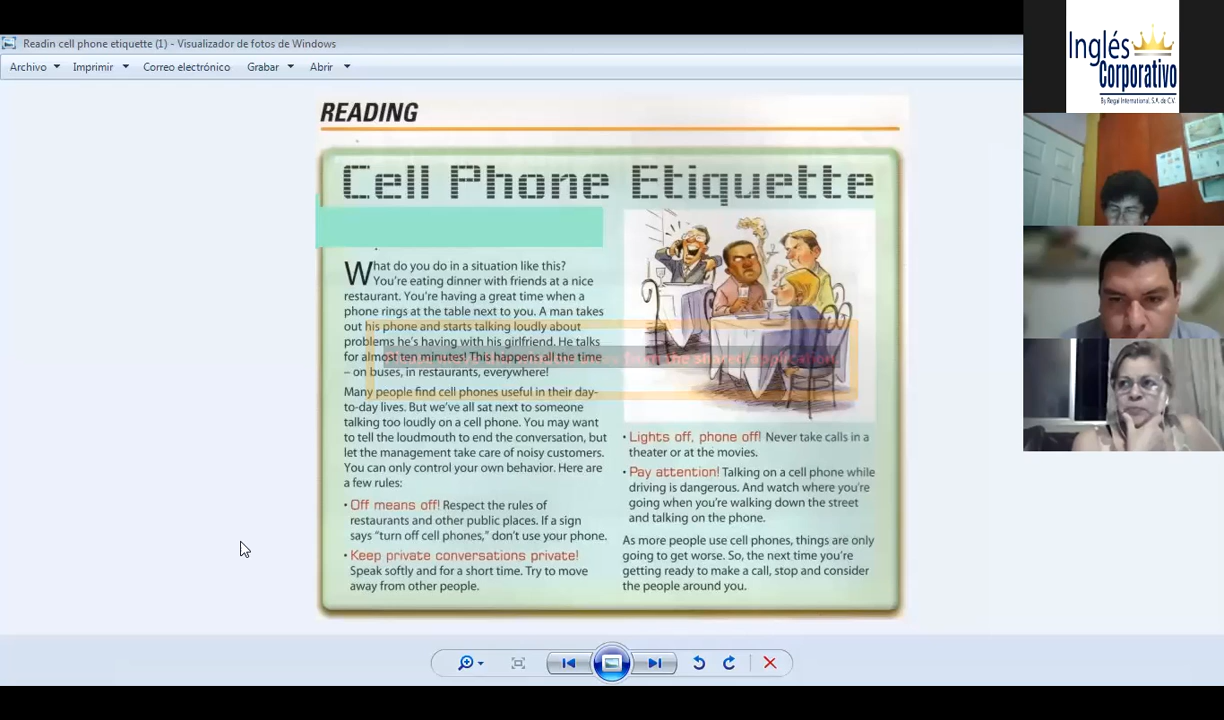 Readin cell phone etiquette (1) - Visualizador de fotos de Windows
Archivo Imprimir Correo electrónico Grabar Abrir
READING
Cell Phone Etiquette
What do you do in a situation like this?
You're eating dinner with friends at a nice
restaurant. You're having a great time when a
phone rings at the table next to you. A man takes
out his phone and starts talking loudly about
problems he's having with his girlfriend. He talks
for almost ten minutes! This happens all the time
– on buses, in restaurants, everywhere!
Many people find cell phones useful in their day-
to-day lives. But we've all sat next to someone
talking too loudly on a cell phone. You may want
to tell the loudmouth to end the conversation, but
let the management take care of noisy customers.
You can only control your own behavior. Here are
a few rules:
• Off means off! Respect the rules of
restaurants and other public places. If a sign
says "turn off cell phones," don't use your phone.
• Keep private conversations private!
Speak softly and for a short time. Try to move
away from other people.
from the shared application
• Lights off, phone off! Never take calls in a
theater or at the movies.
• Pay attention! Talking on a cell phone while
driving is dangerous. And watch where you're
going when you're walking down the street
and talking on the phone.
As more people use cell phones, things are only
going to get worse. So, the next time you're
getting ready to make a call, stop and consider
the people around you.
Inglés
Corporativo
By Regal International, S.A. de C.V.